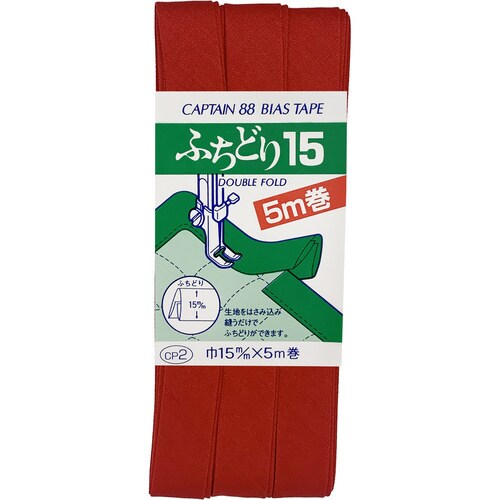 CAPTAIN 88 BIAS TAPE
ふちどり15
DOUBLE FOLD
5m巻
ふちどり
15m/m
生地をはさみ込み
縫うだけで
ふちどりができます。
CP2
巾15m/m×5m巻